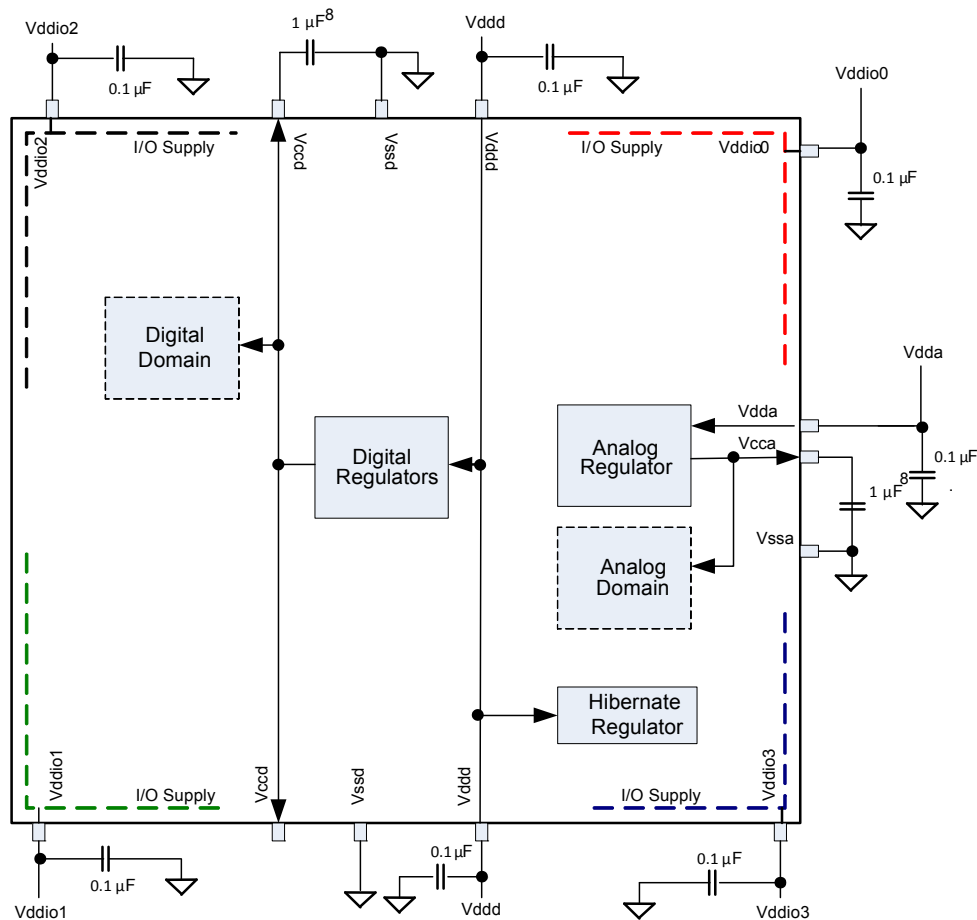 Vddio2
1 μF8
Vddd
0.1 μF
0.1 μF
Vddio0
Vddio2
I/O Supply
Vccd
Vssd
Vddd
I/O Supply
Vddio0
0.1 μF
Digital
Domain
Vdda
Digital
Regulators
Analog
Regulator
Vdda
Vcca
0.1 μF
1 μF8
.
Vssa
Analog
Domain
Hibernate
Regulator
Vddio1
I/O Supply
Vccd
Vssd
Vddd
I/O Supply
Vddio3
0.1 μF
0.1 μF
0.1 μF
Vddio1
Vddd
Vddio3